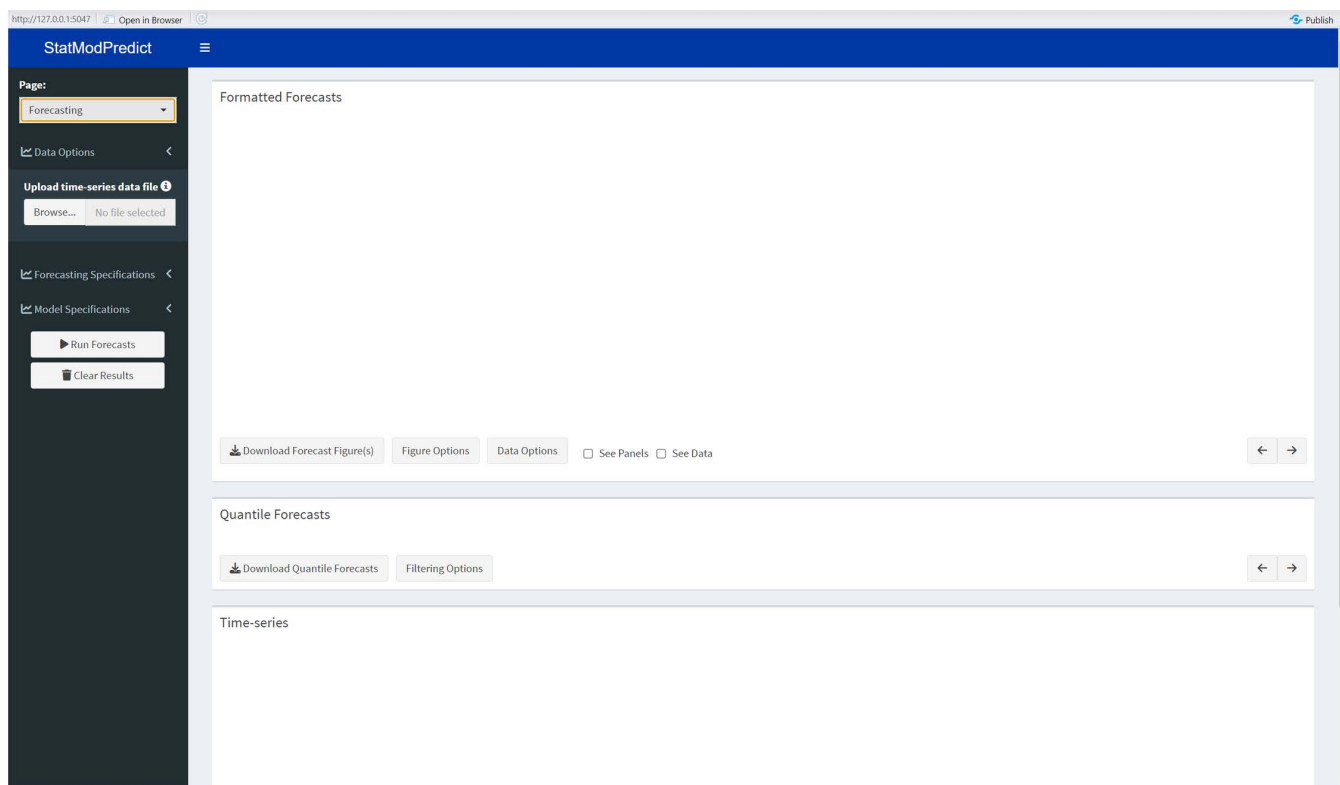 http://127.0.0.1:5047 Open in Browser Publish
StatModPredict
Page:
Forecasting
Data Options
Upload time-series data file
Browse... No file selected
Forecasting Specifications
Model Specifications
Run Forecasts
Clear Results
Formatted Forecasts
Download Forecast Figure(s) Figure Options Data Options See Panels See Data
Quantile Forecasts
Download Quantile Forecasts Filtering Options
Time-series